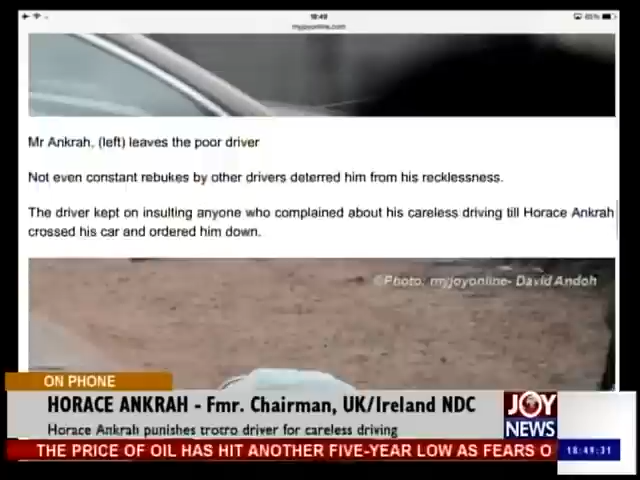 18:49
myjoyonline.com
Mr Ankrah, (left) leaves the poor driver
Not even constant rebukes by other drivers deterred him from his recklessness.
The driver kept on insulting anyone who complained about his careless driving till Horace Ankrah
crossed his car and ordered him down.
©Photo: myjoyonline- David Andoh
ON PHONE
HORACE ANKRAH - Fmr. Chairman, UK/Ireland NDC
Horace Ankrah punishes trotro driver for careless driving
JOY
NEWS
THE PRICE OF OIL HAS HIT ANOTHER FIVE-YEAR LOW AS FEARS O
18:49:31